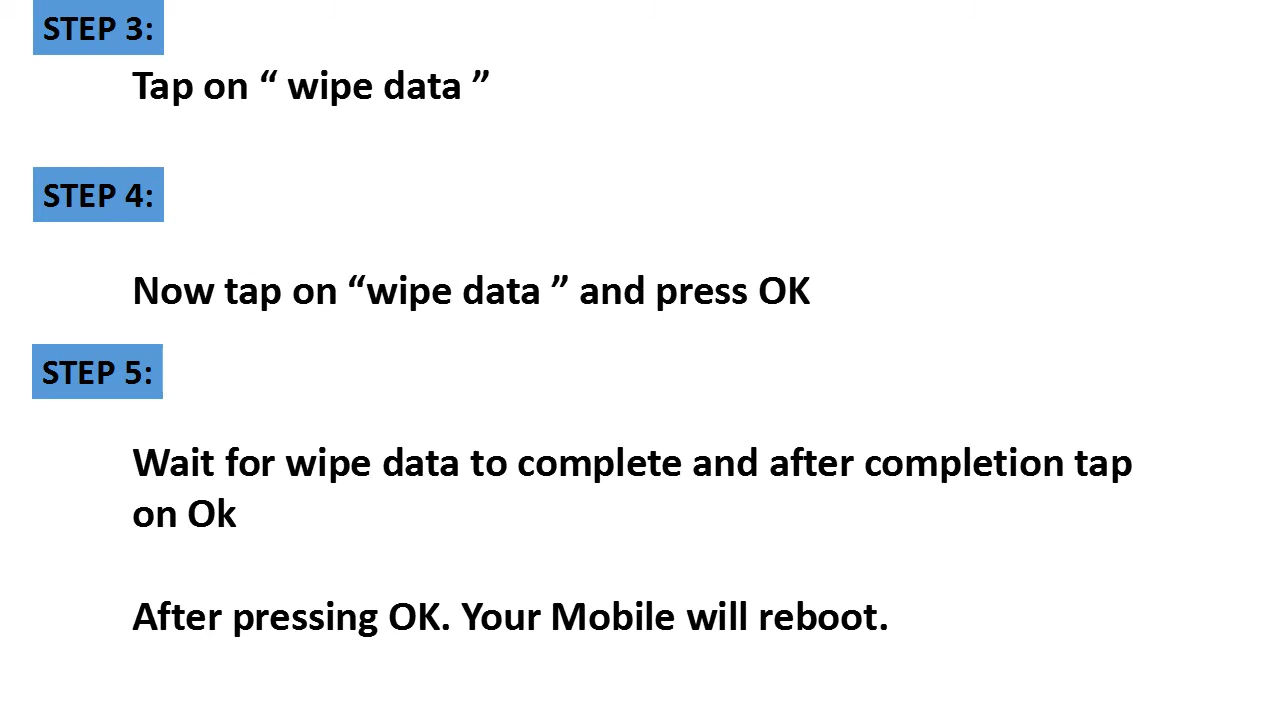 STEP 3:
Tap on “ wipe data ”
STEP 4:
Now tap on “wipe data ” and press OK
STEP 5:
Wait for wipe data to complete and after completion tap
on Ok
After pressing OK. Your Mobile will reboot.